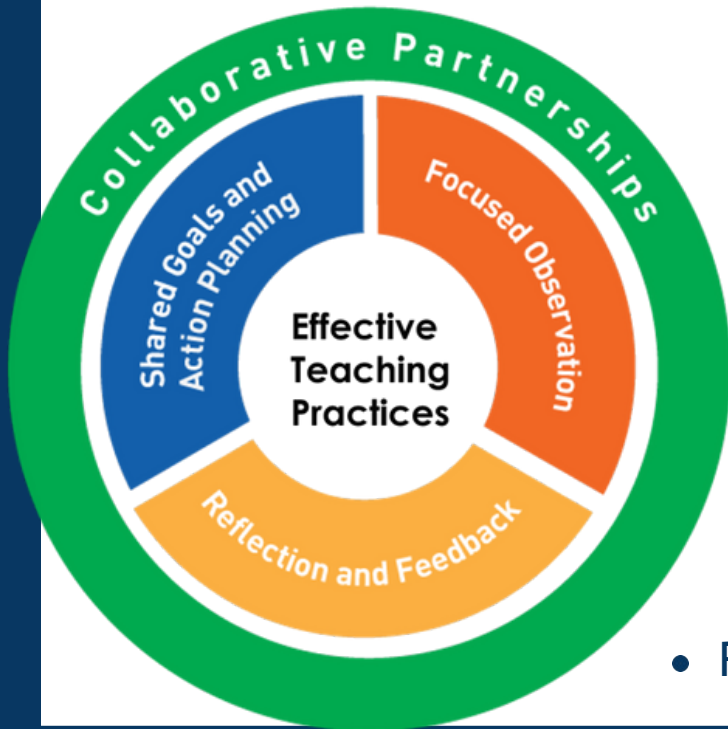 Collaborative Partnerships
Shared Goals and
Action Planning
Focused Observation
Effective
Teaching
Practices
Reflection and Feedback
•